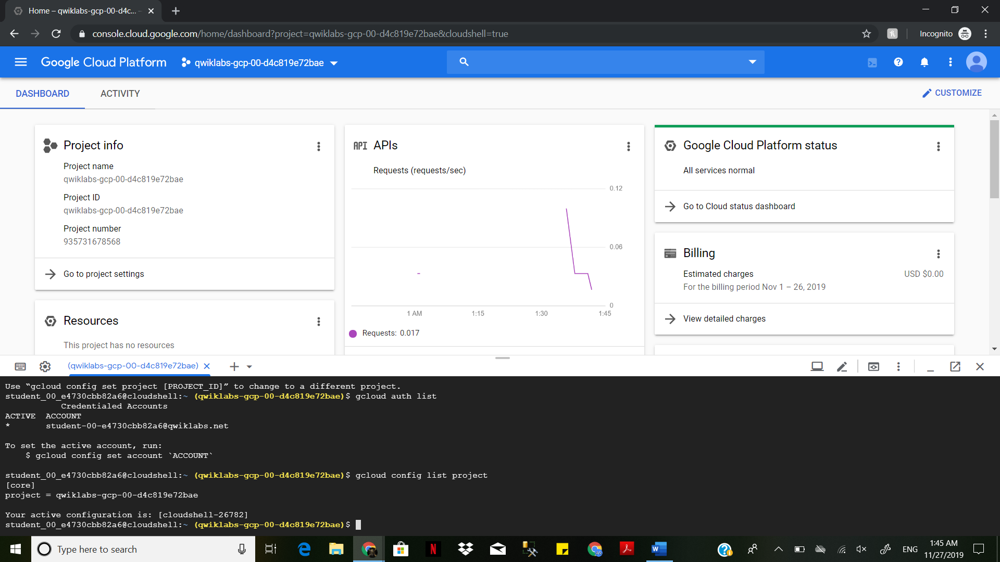 Home – qwiklabs-gcp-00-d4c... –
console.cloud.google.com/home/dashboard?project=qwiklabs-gcp-00-d4c819e72bae&cloudshell=true
Incognito
Google Cloud Platform
qwiklabs-gcp-00-d4c819e72bae
DASHBOARD
ACTIVITY
CUSTOMIZE
Project info
Project name
qwiklabs-gcp-00-d4c819e72bae
Project ID
qwiklabs-gcp-00-d4c819e72bae
Project number
935731678568
Go to project settings
Resources
This project has no resources
API APIs
Requests (requests/sec)
0.12
0.06
0
1 AM 1:15 1:30 1:45
Requests: 0.017
Google Cloud Platform status
All services normal
Go to Cloud status dashboard
Billing
Estimated charges USD $0.00
For the billing period Nov 1 – 26, 2019
View detailed charges
(qwiklabs-gcp-00-d4c819e72bae)
Use “gcloud config set project [PROJECT_ID]” to change to a different project.
student_00_e4730cbb82a6@cloudshell:~ (qwiklabs-gcp-00-d4c819e72bae)$ gcloud auth list
Credentialed Accounts
ACTIVE ACCOUNT
* student-00-e4730cbb82a6@qwiklabs.net
To set the active account, run:
$ gcloud config set account `ACCOUNT`
student_00_e4730cbb82a6@cloudshell:~ (qwiklabs-gcp-00-d4c819e72bae)$ gcloud config list project
[core]
project = qwiklabs-gcp-00-d4c819e72bae
Your active configuration is: [cloudshell-26782]
student_00_e4730cbb82a6@cloudshell:~ (qwiklabs-gcp-00-d4c819e72bae)$
Type here to search
ENG
1:45 AM
11/27/2019